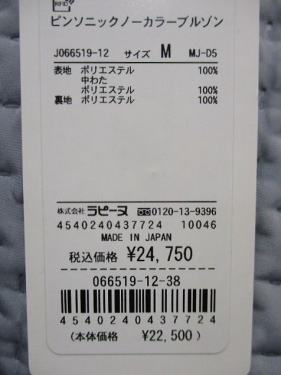 ピンソニックノーカラーブルゾン
J066519-12 サイズ M MJ-D5
表地 ポリエステル 100%
中わた
ポリエステル 100%
裏地 ポリエステル 100%
株式会社 ラピーヌ 0120-13-9396
4540240437724 10046
MADE IN JAPAN
税込価格 ¥24,750
066519-12-38
4540240437724
(本体価格 ¥22,500)